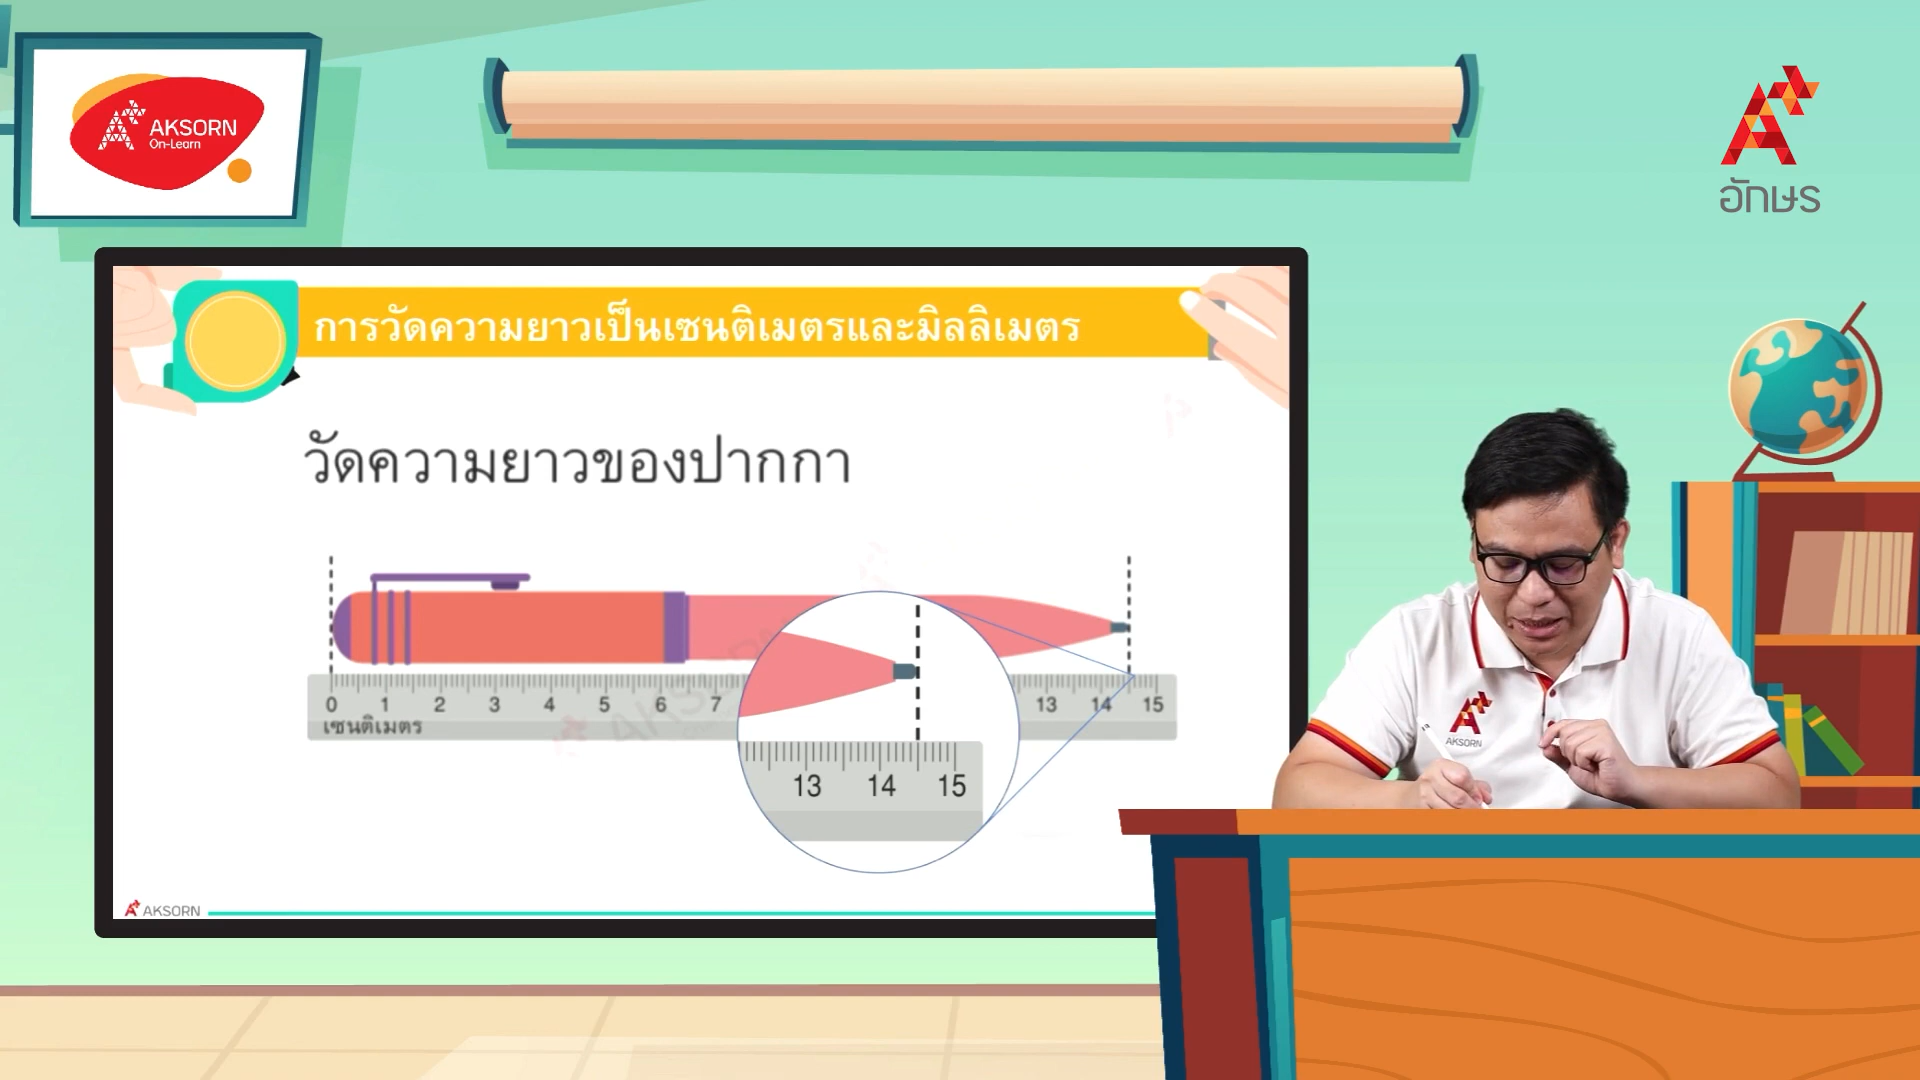 AKSORN
On-Learn
อักษร
การวัดความยาวเป็นเซนติเมตรและมิลลิเมตร
วัดความยาวของปากกา
0 1 2 3 4 5 6 7 13 14 15
เซนติเมตร
13 14 15
AKSORN
AKSORN